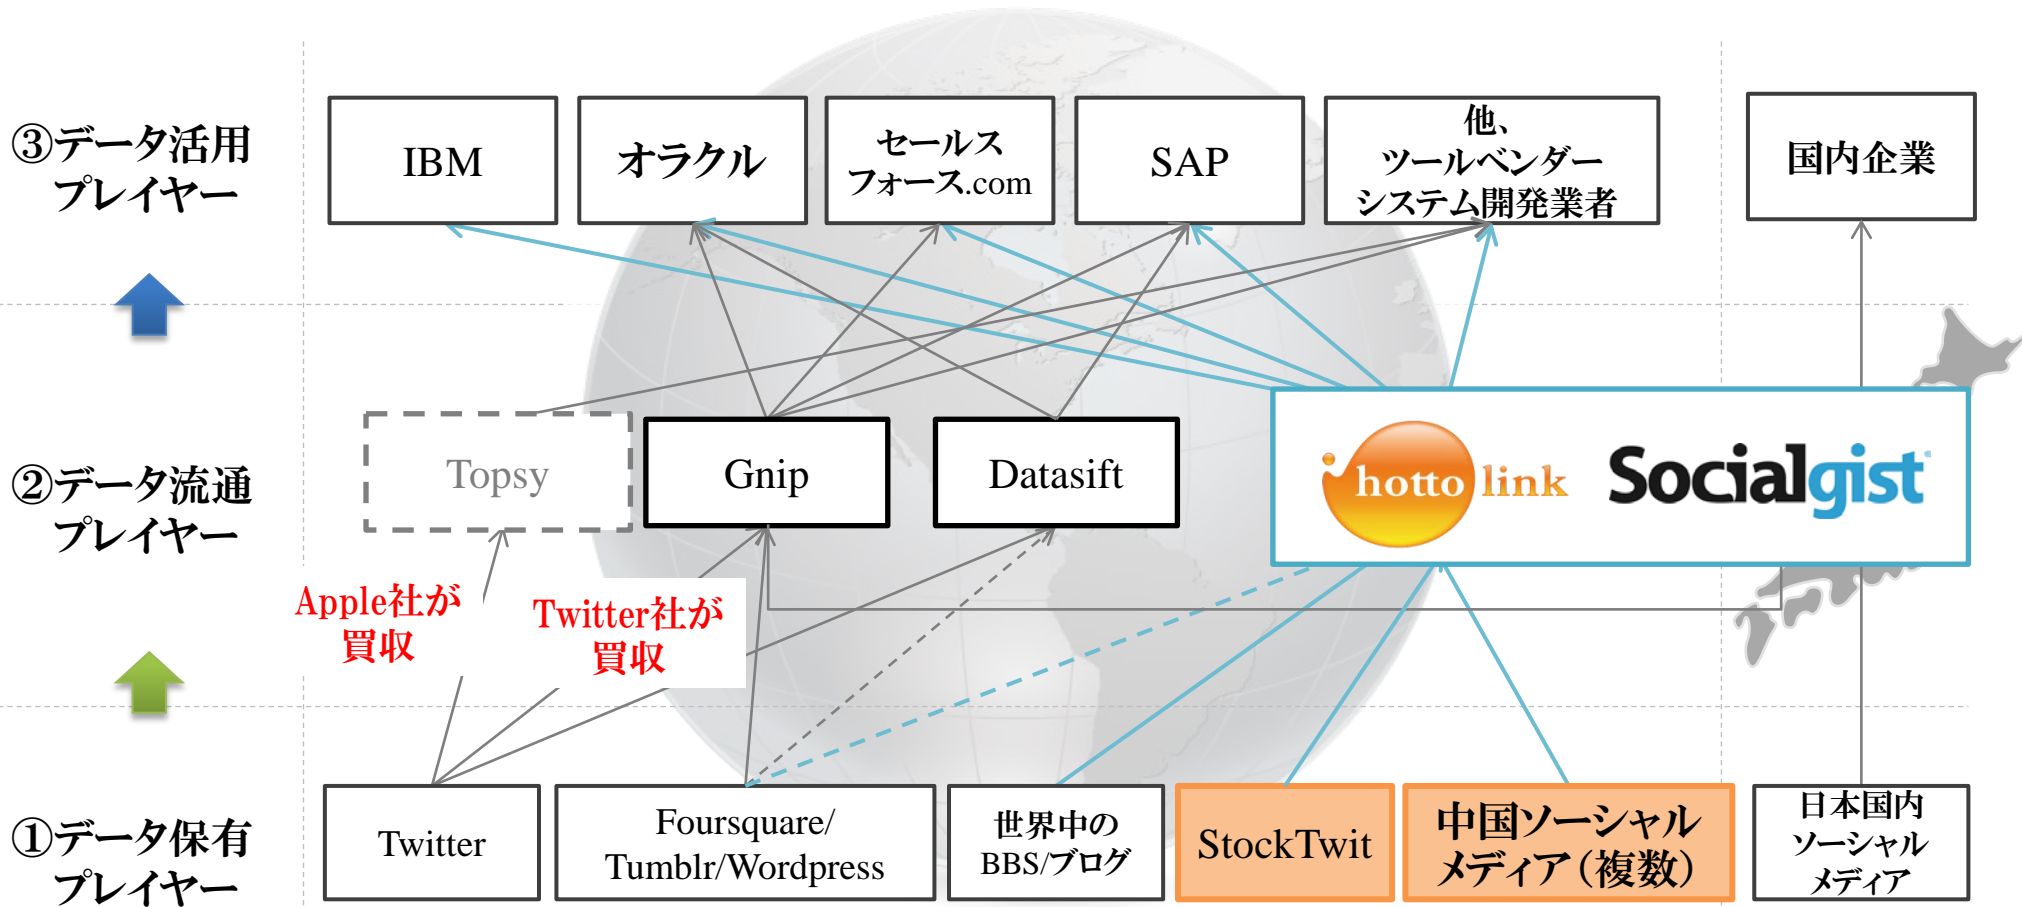 ③データ活用
プレイヤー
IBM
オラクル
セールス
フォース.com
SAP
他、
ツールベンダー
システム開発業者
国内企業
②データ流通
プレイヤー
Topsy
Gnip
Datasift
hotto link
Socialgist
Apple社が
買収
Twitter社が
買収
①データ保有
プレイヤー
Twitter
Foursquare/
Tumblr/Wordpress
世界中の
BBS/ブログ
StockTwit
中国ソーシャル
メディア（複数）
日本国内
ソーシャル
メディア